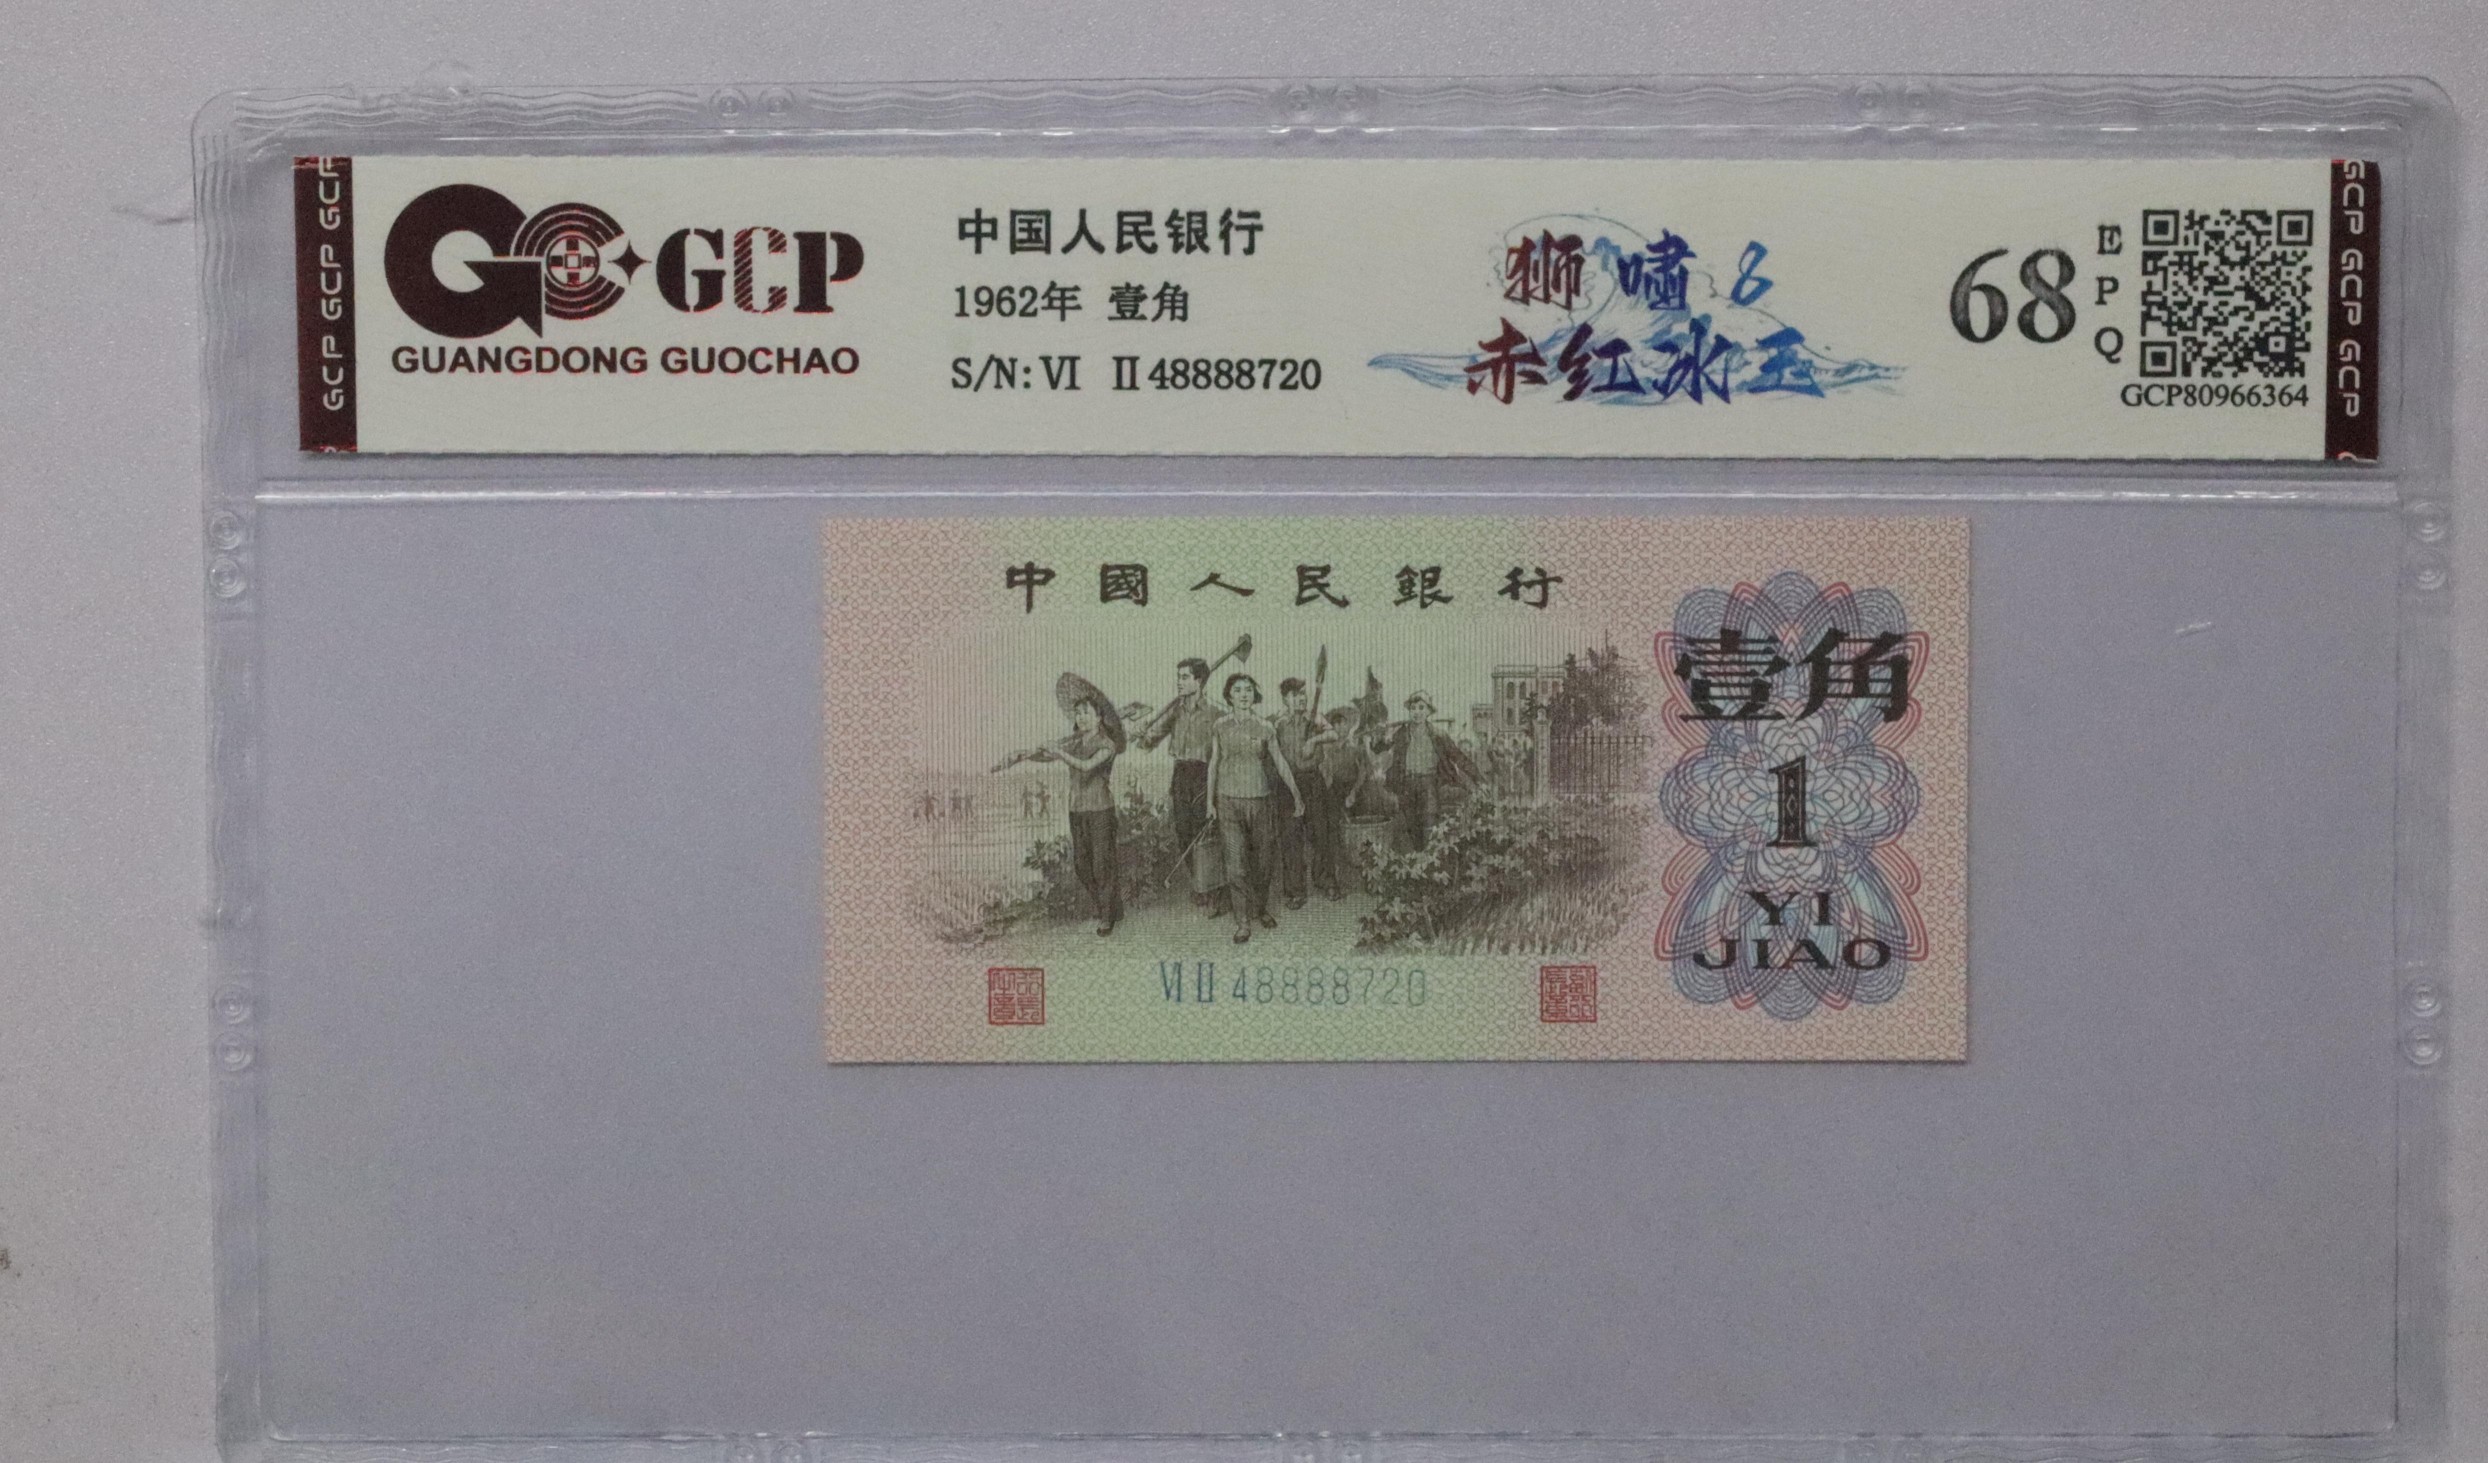 GCP GCP GCP
GCP
GUANGDONG GUOCHAO
中国人民银行
1962年 壹角
S/N: Ⅵ Ⅱ 48888720
狮啸8
赤红冰玉
68
EPQ
GCP80966364
GCP GCP GCP
中國人民銀行
壹角
1
YI
JIAO
Ⅵ Ⅱ 48888720